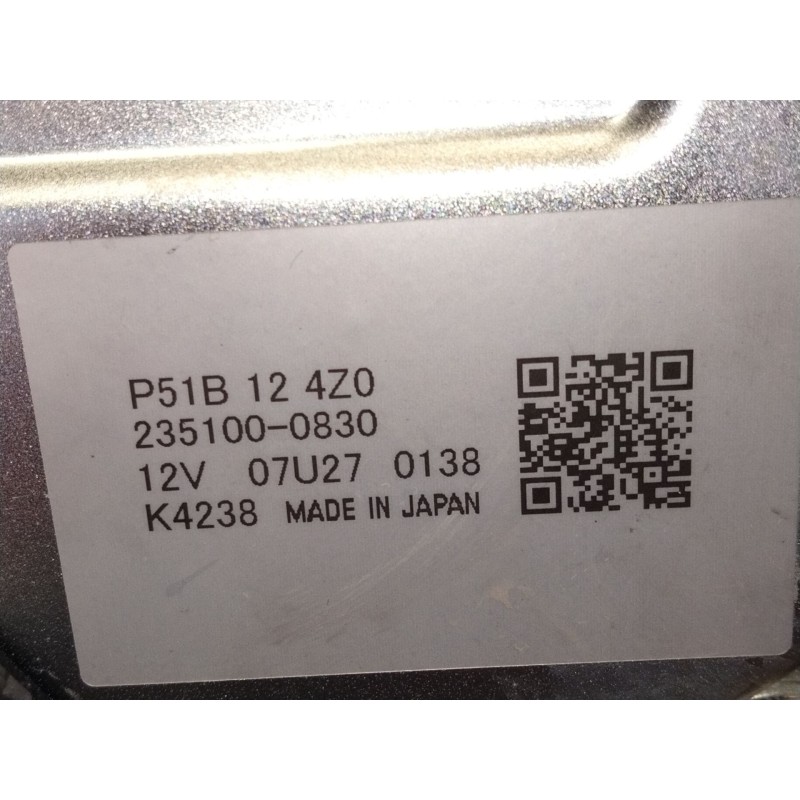 P51B 12 4Z0
235100-0830
12V 07U27 0138
K4238 MADE IN JAPAN